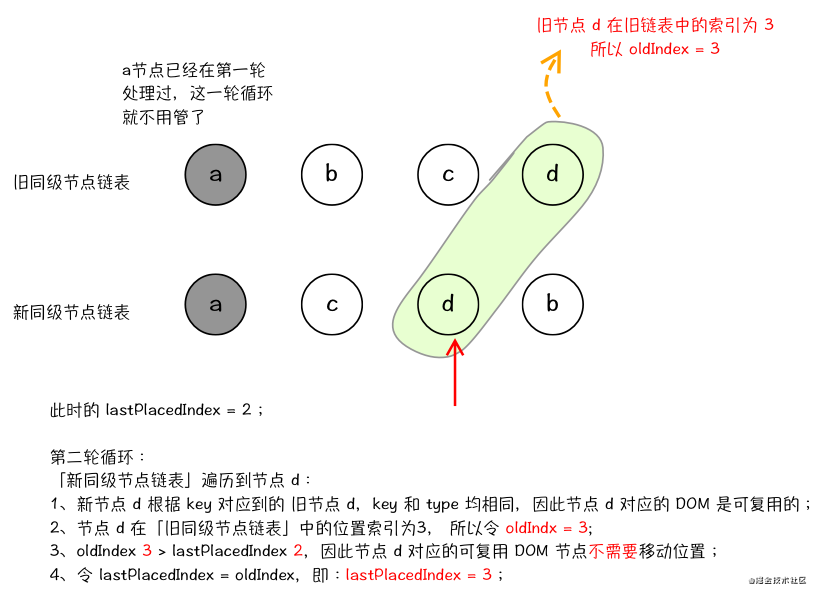 旧节点 d 在旧链表中的索引为 3
所以 oldIndex = 3
a节点已经在第一轮
处理过，这一轮循环
就不用管了
旧同级节点链表
a
b
c
d
新同级节点链表
a
c
d
b
此时的 lastPlacedIndex = 2；
第二轮循环：
「新同级节点链表」遍历到节点 d：
1、新节点 d 根据 key 对应到的 旧节点 d，key 和 type 均相同，因此节点 d 对应的 DOM 是可复用的；
2、节点 d 在「旧同级节点链表」中的位置索引为3， 所以令 oldIndx = 3;
3、oldIndex 3 > lastPlacedIndex 2，因此节点 d 对应的可复用 DOM 节点不需要移动位置；
4、令 lastPlacedIndex = oldIndex，即：lastPlacedIndex = 3；
@掘金技术社区